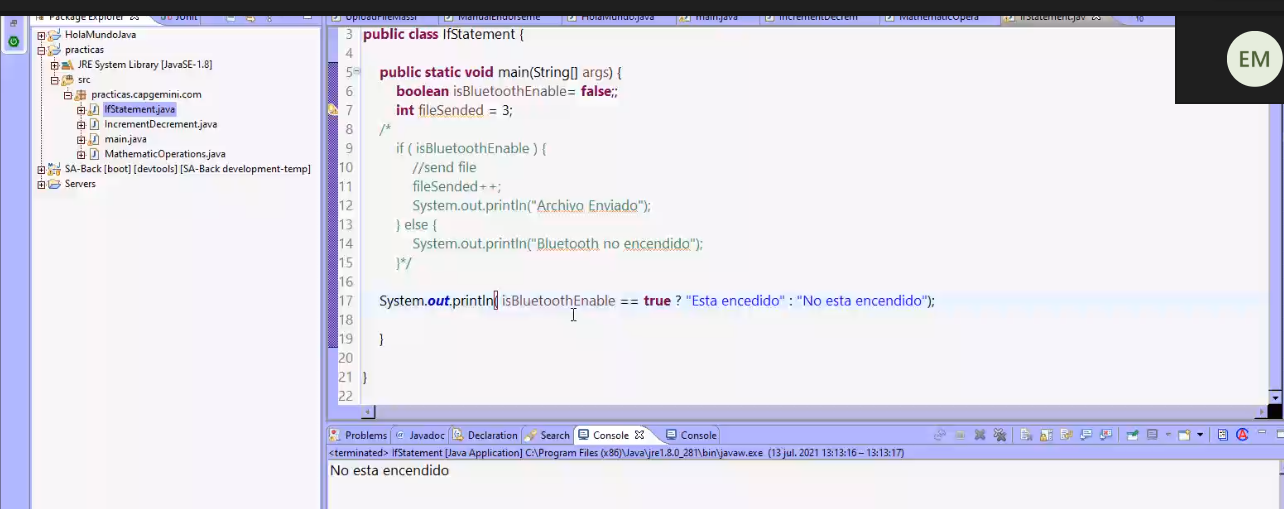 Package Explorer JUnit
HolaMundoJava
practicas
JRE System Library [JavaSE-1.8]
src
practicas.capgemini.com
IfStatement.java
IncrementDecrement.java
main.java
MathematicOperations.java
SA-Back [boot] [devtools] [SA-Back development-temp]
Servers
UploadFileMassi ManualEndorseme HolaMundo.java main.java IncrementDecrem MathematicOpera IfStatement.jav
3 public class IfStatement {
4
5 public static void main(String[] args) {
6 boolean isBluetoothEnable= false;;
7 int fileSended = 3;
8 /*
9 if ( isBluetoothEnable ) {
10 //send file
11 fileSended++;
12 System.out.println("Archivo Enviado");
13 } else {
14 System.out.println("Bluetooth no encendido");
15 }*/
16
17 System.out.println( isBluetoothEnable == true ? "Esta encedido" : "No esta encendido");
18
19 }
20
21 }
22
EM
Problems Javadoc Declaration Search Console Console
<terminated> IfStatement [Java Application] C:\Program Files (x86)\Java\jre1.8.0_281\bin\javaw.exe (13 jul. 2021 13:13:16 – 13:13:17)
No esta encendido